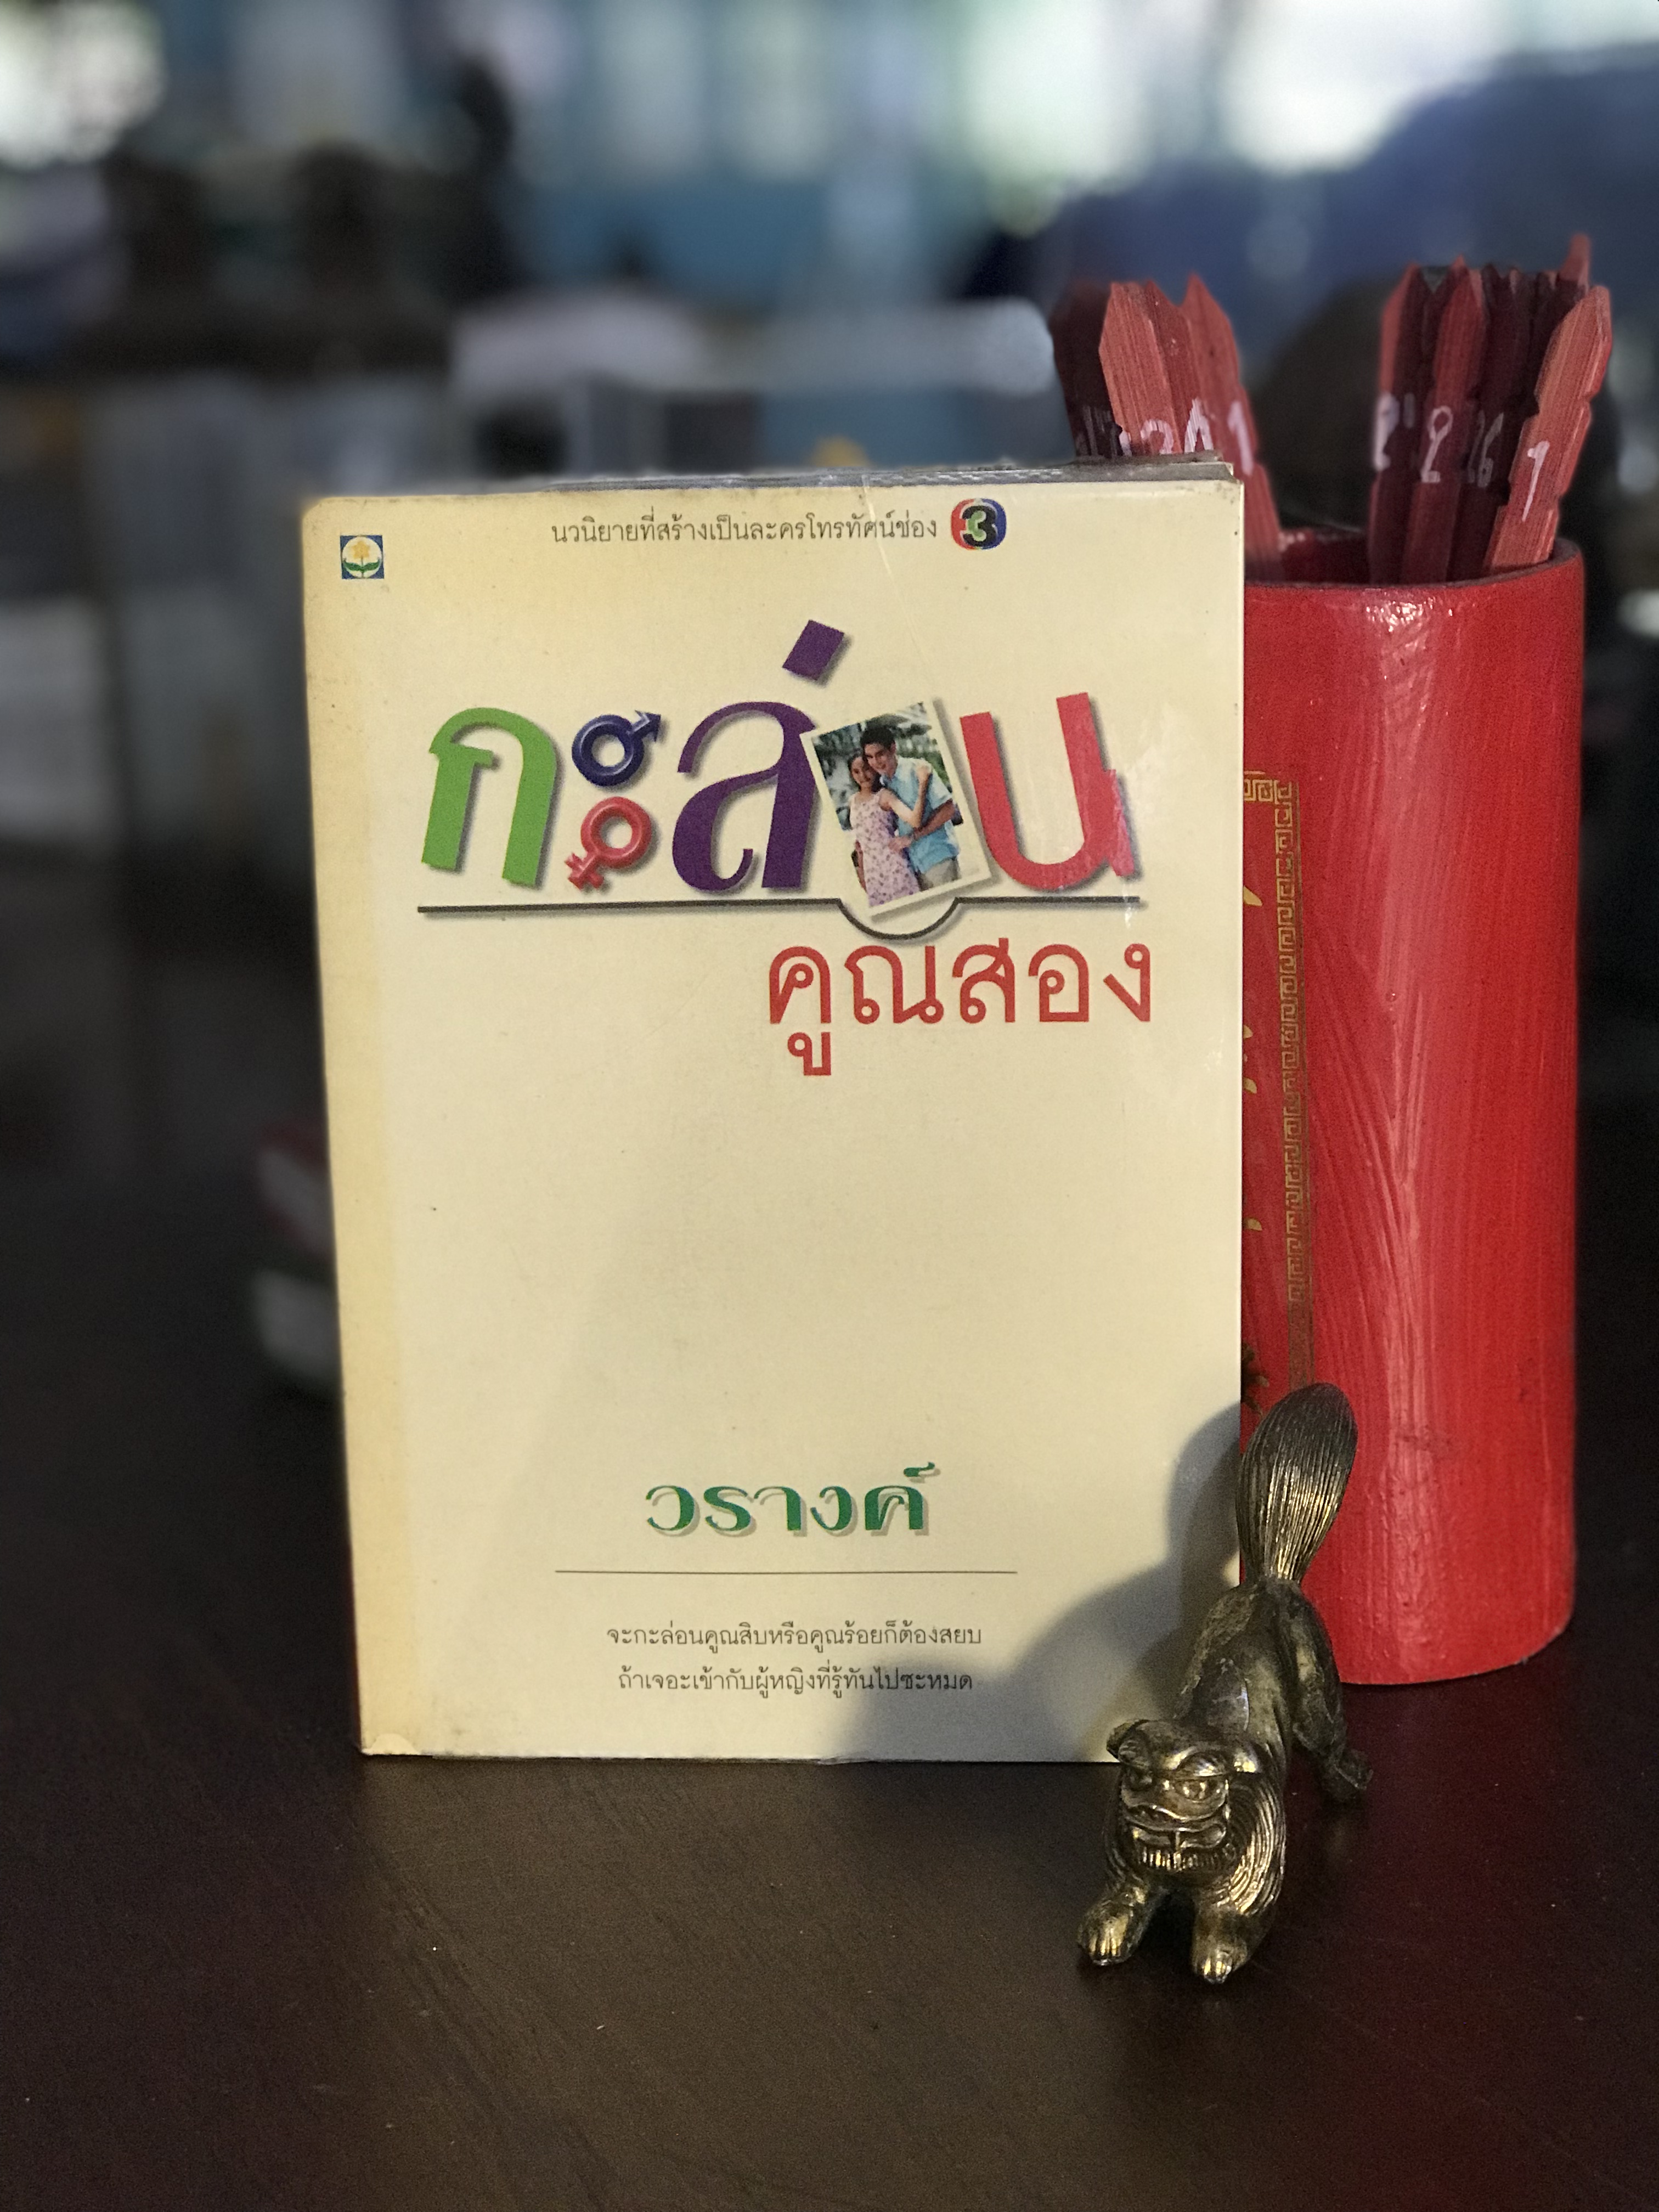 นวนิยายที่สร้างเป็นละครโทรทัศน์ช่อง 3
กะล่อน
คูณสอง
วรางค์
จะกะล่อนคูณสิบหรือคูณร้อยก็ต้องสยบ
ถ้าเจอะเข้ากับผู้หญิงที่รู้ทันไปซะหมด